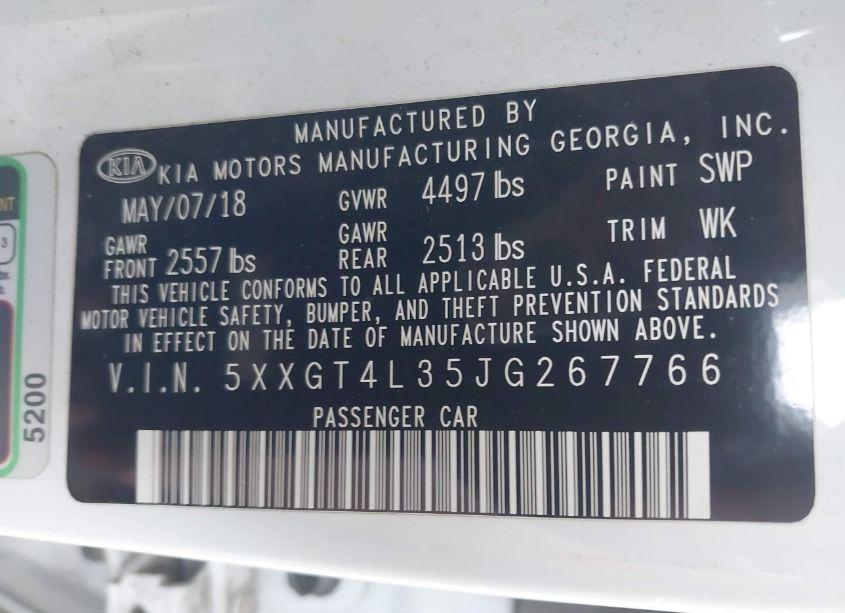 MANUFACTURED BY
KIA KIA MOTORS MANUFACTURING GEORGIA, INC.
MAY/07/18 GVWR 4497 lbs PAINT SWP
GAWR FRONT 2557 lbs GAWR REAR 2513 lbs TRIM WK
THIS VEHICLE CONFORMS TO ALL APPLICABLE U.S.A. FEDERAL
MOTOR VEHICLE SAFETY, BUMPER, AND THEFT PREVENTION STANDARDS
IN EFFECT ON THE DATE OF MANUFACTURE SHOWN ABOVE.
V.I.N. 5XXGT4L35JG267766
PASSENGER CAR
5200
3